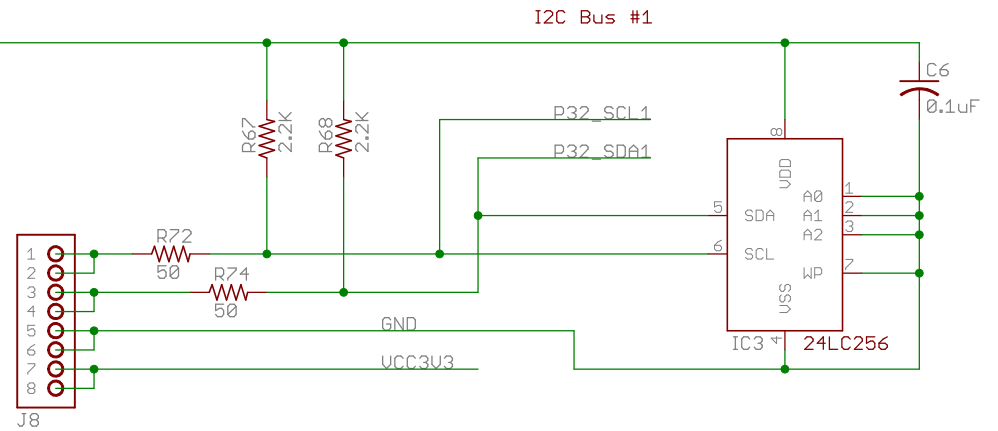 I2C Bus #1
C6
0.1uF
R67
2.2K
R68
2.2K
P32_SCL1
P32_SDA1
8
VDD
5
SDA
6
SCL
A0
1
A1
2
A2
3
WP
7
VSS
4
IC3
24LC256
R72
50
R74
50
1
2
3
4
5
6
7
8
GND
VCC3V3
J8